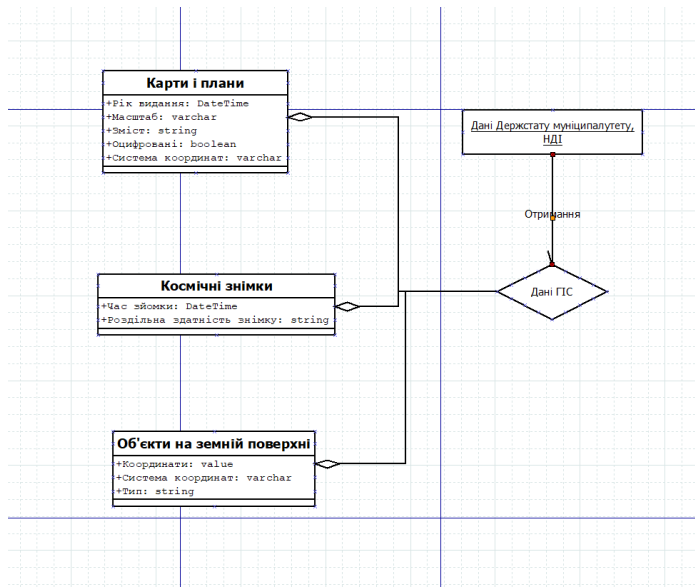 Карти і плани
+Рік видання: DateTime
+Масштаб: varchar
+Зміст: string
+Оцифровані: boolean
+Система координат: varchar
Дані Держстату муніципалутету,
НДІ
Отримання
Космічні знімки
+Час зйомки: DateTime
+Роздільна здатність знімку: string
Дані ГІС
Об'єкти на земній поверхні
+Координати: value
+Система координат: varchar
+Тип: string